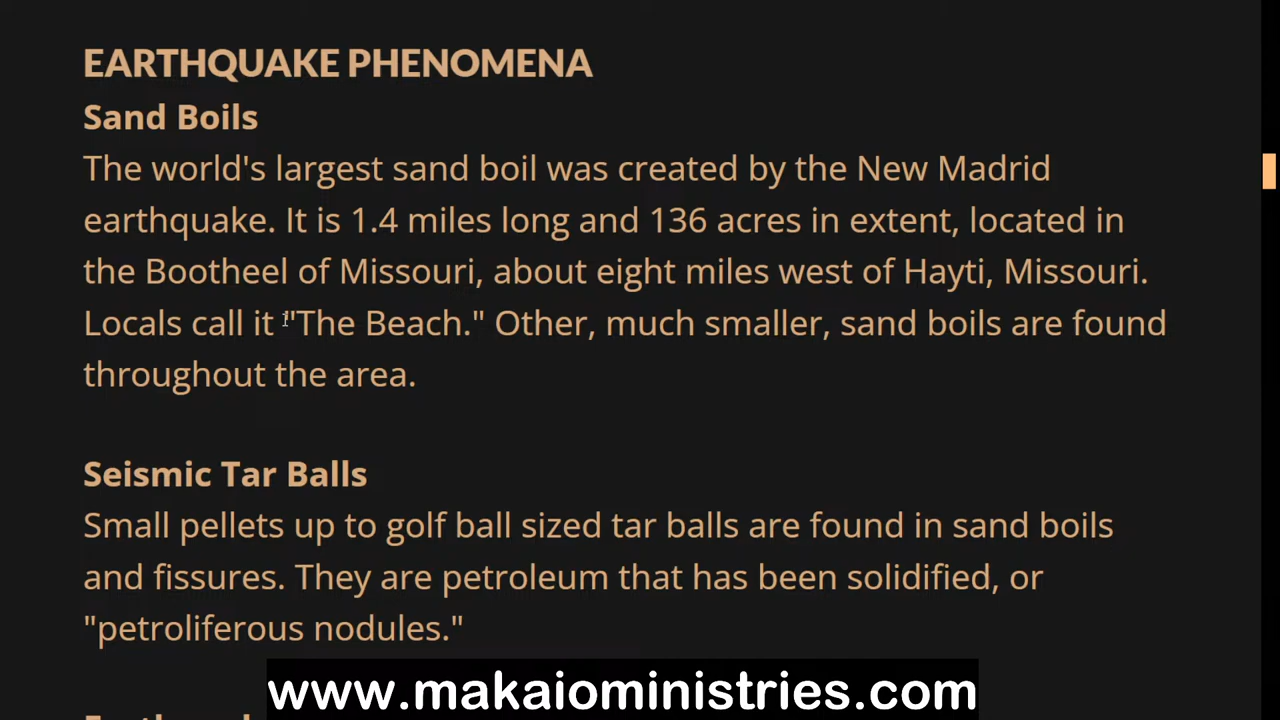 EARTHQUAKE PHENOMENA
Sand Boils
The world's largest sand boil was created by the New Madrid
earthquake. It is 1.4 miles long and 136 acres in extent, located in
the Bootheel of Missouri, about eight miles west of Hayti, Missouri.
Locals call it "The Beach." Other, much smaller, sand boils are found
throughout the area.
Seismic Tar Balls
Small pellets up to golf ball sized tar balls are found in sand boils
and fissures. They are petroleum that has been solidified, or
"petroliferous nodules."
www.makaioministries.com